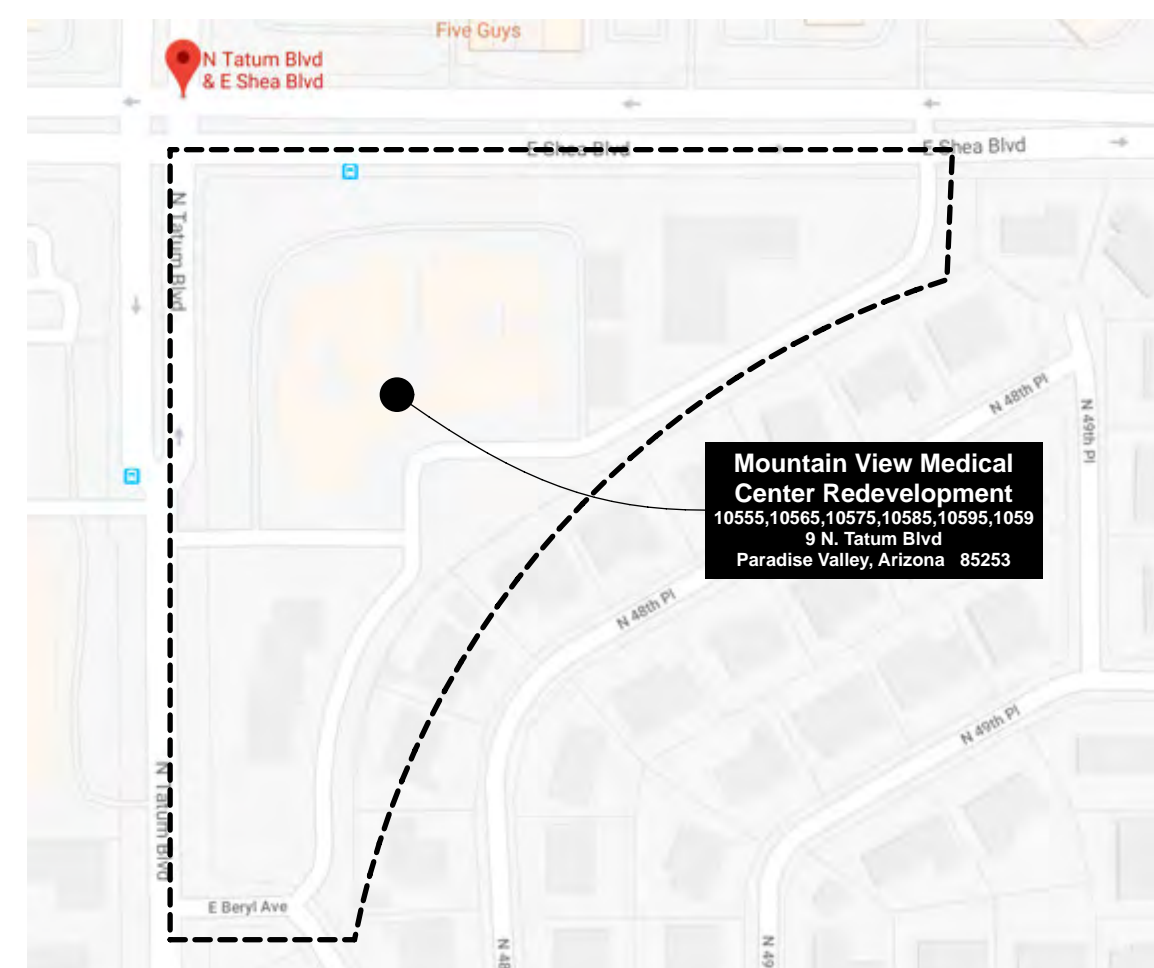 Five Guys
N Tatum Blvd
& E Shea Blvd
E Shea Blvd
E Shea Blvd
N Tatum Blvd
N 48th Pl
N 49th Pl
Mountain View Medical
Center Redevelopment
10555,10565,10575,10585,10595,1059
9 N. Tatum Blvd
Paradise Valley, Arizona 85253
N 48th Pl
N 49th Pl
N Tatum Blvd
E Beryl Ave
N 48
N 49